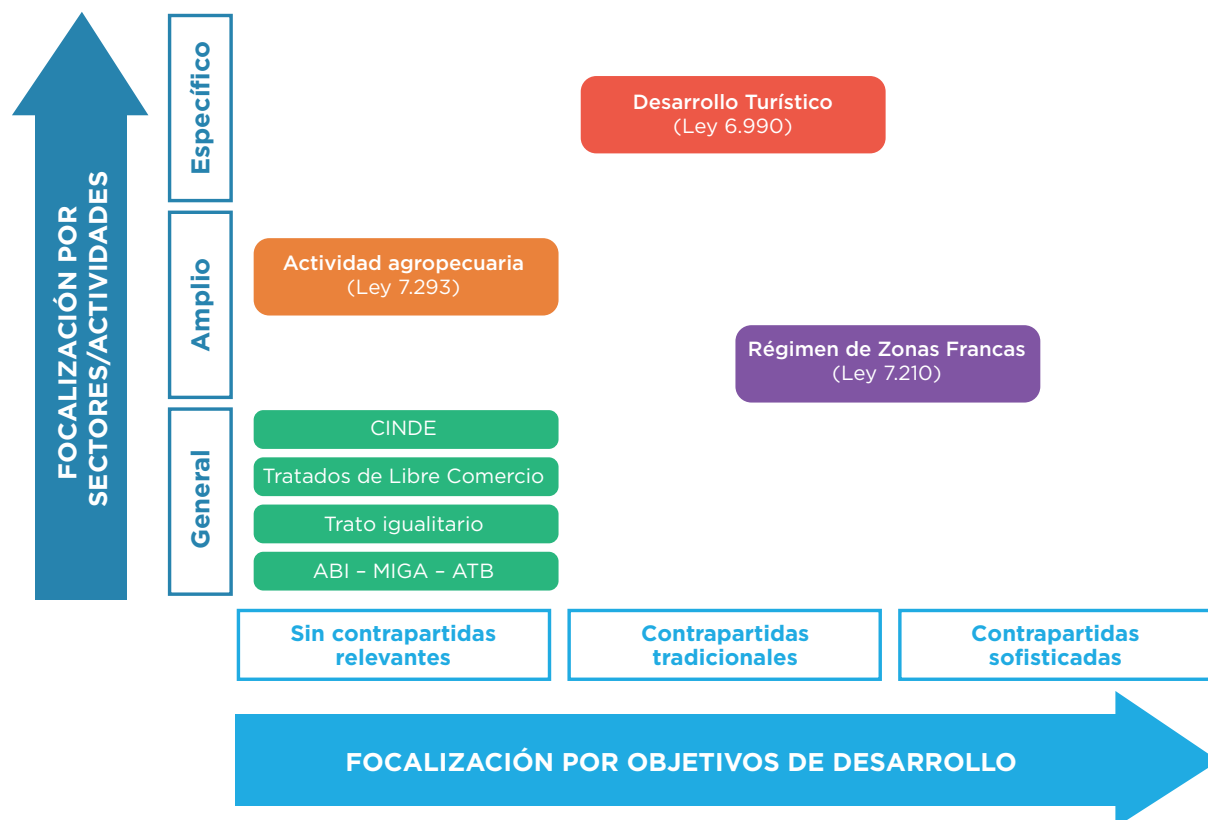 FOCALIZACIÓN POR
SECTORES/ACTIVIDADES
Específico
Amplio
General
Desarrollo Turístico
(Ley 6.990)
Actividad agropecuaria
(Ley 7.293)
Régimen de Zonas Francas
(Ley 7.210)
CINDE
Tratados de Libre Comercio
Trato igualitario
ABI – MIGA – ATB
Sin contrapartidas
relevantes
Contrapartidas
tradicionales
Contrapartidas
sofisticadas
FOCALIZACIÓN POR OBJETIVOS DE DESARROLLO